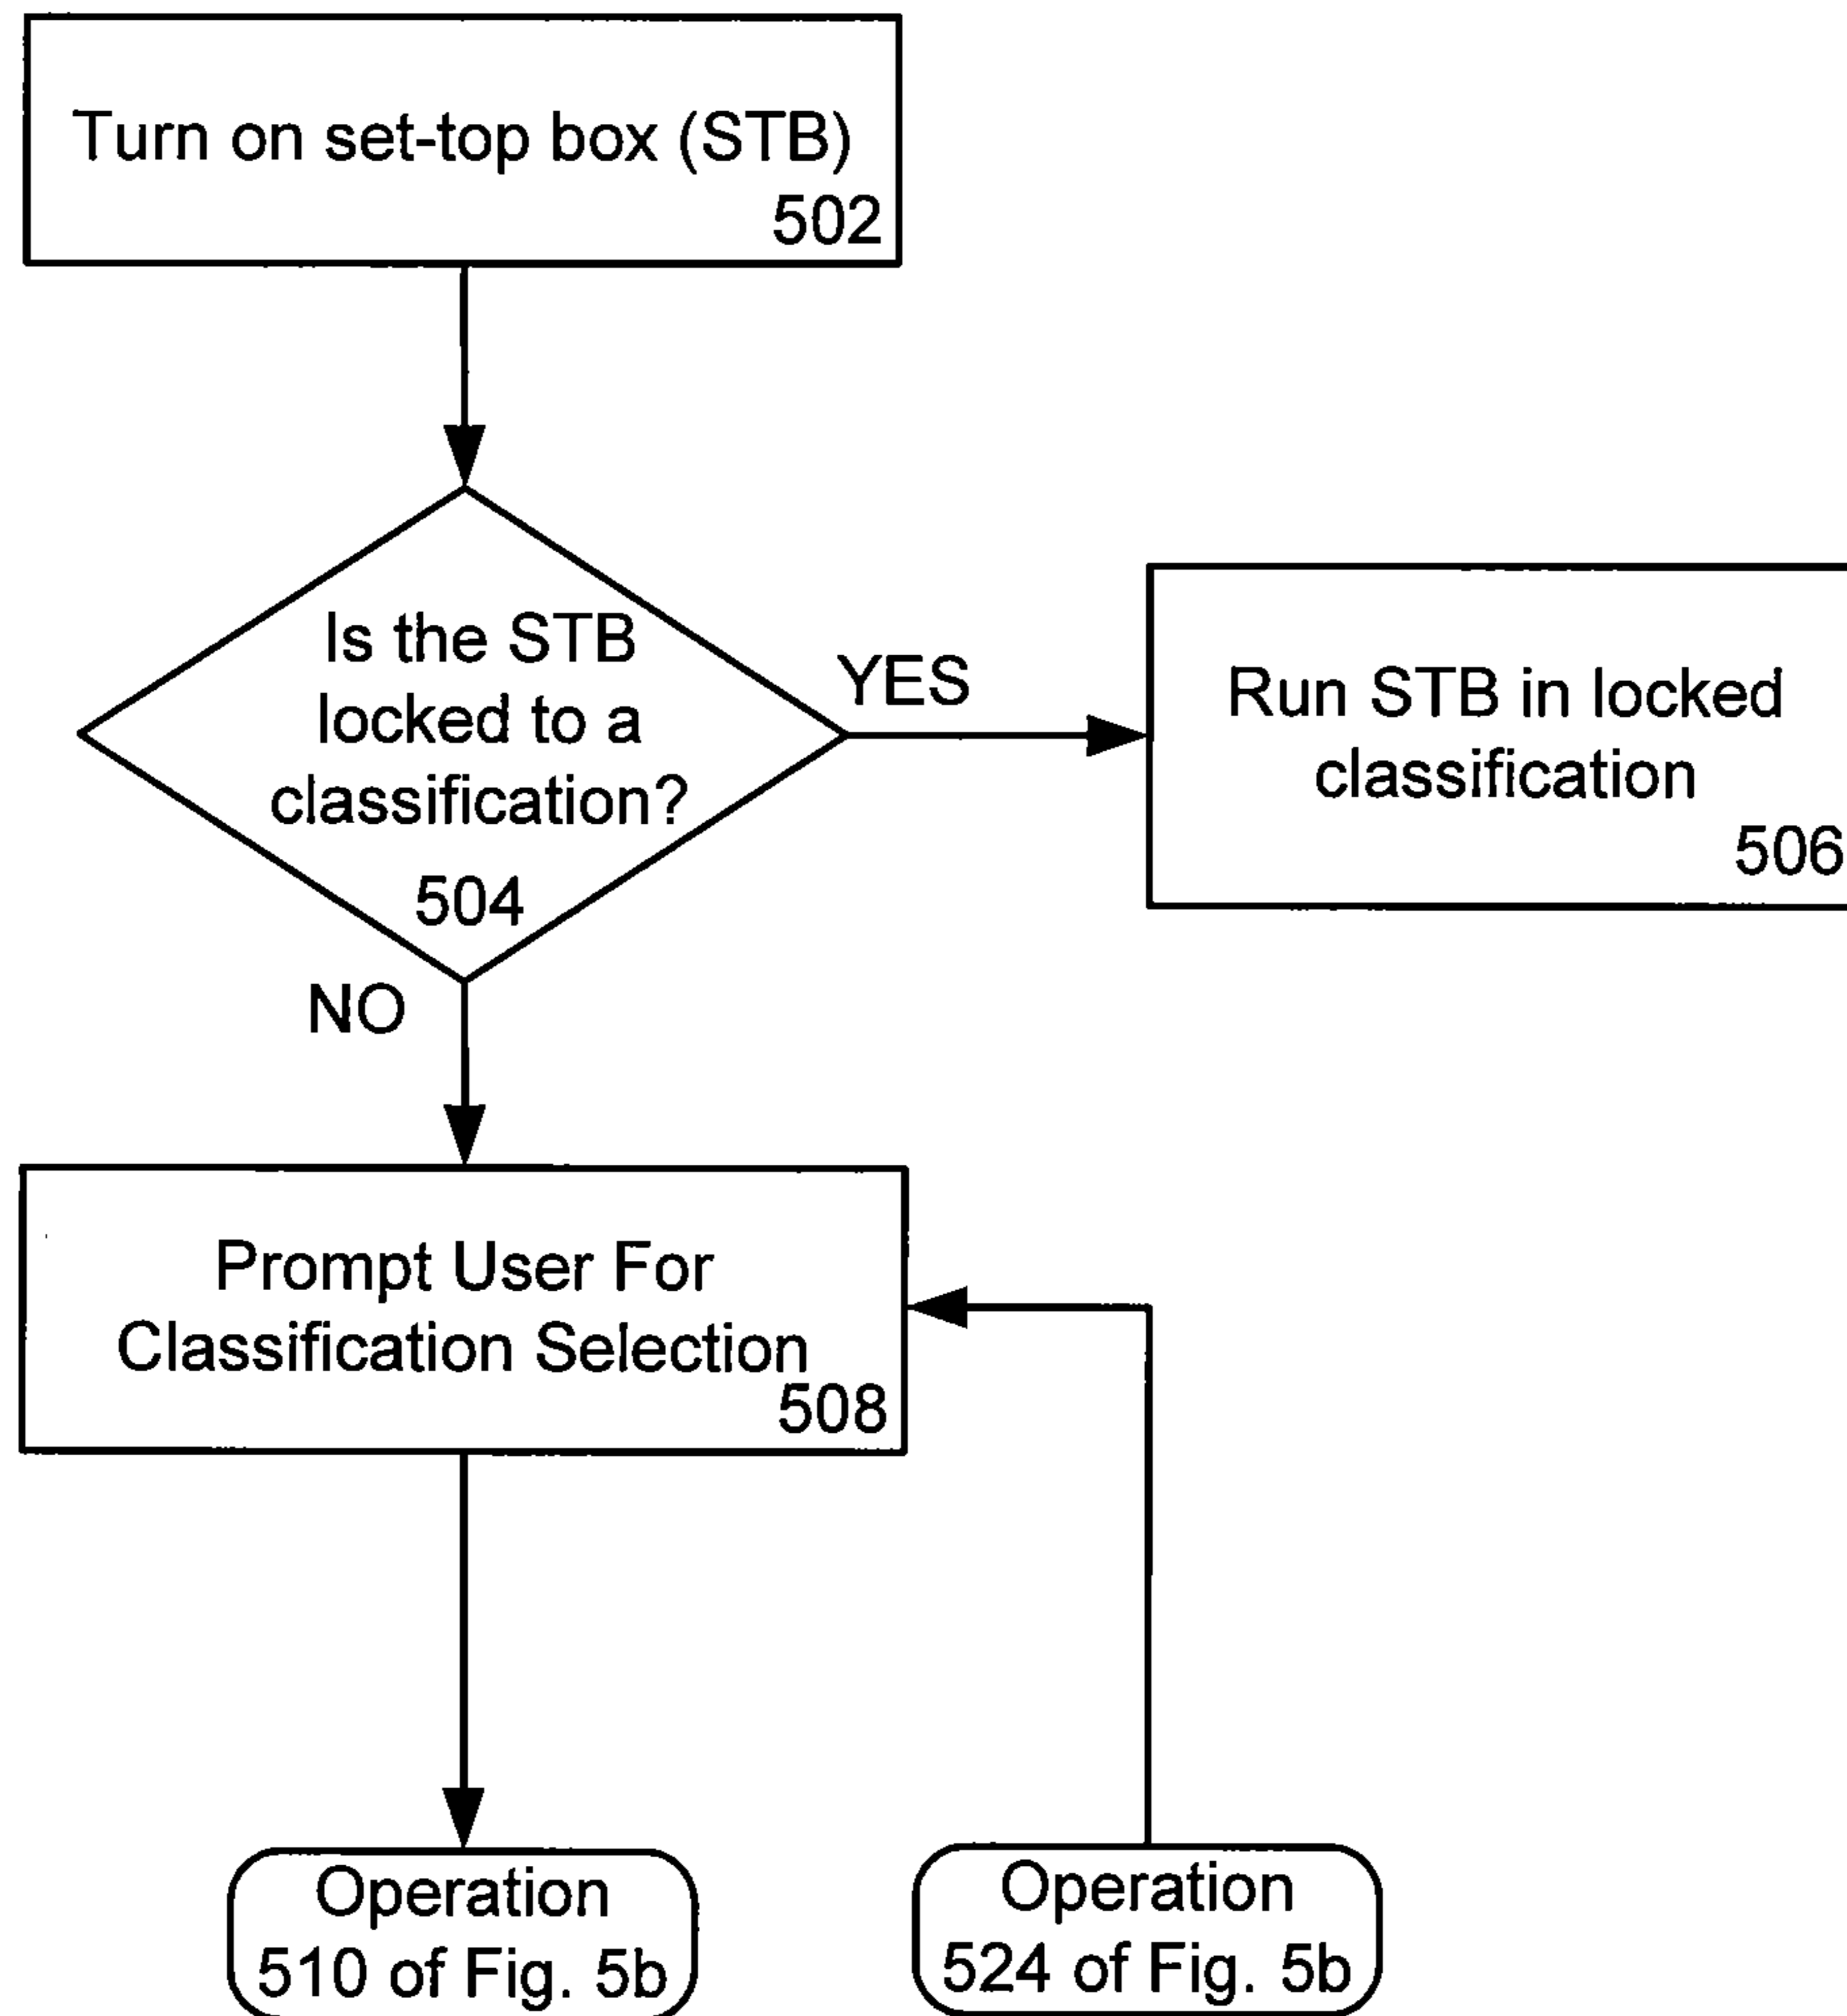 Turn on set-top box (STB)
502
Is the STB
locked to a
classification?
504
YES
Run STB in locked
classification
506
NO
Prompt User For
Classification Selection
508
Operation
510 of Fig. 5b
Operation
524 of Fig. 5b